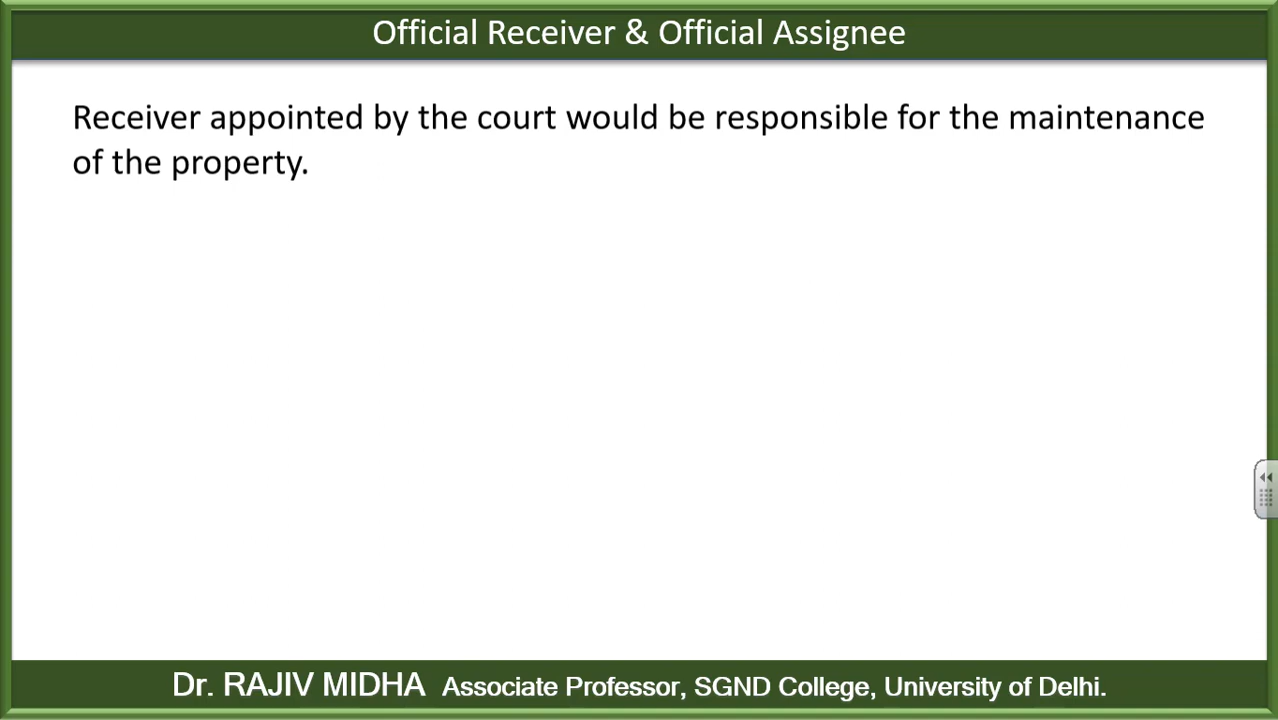 Official Receiver & Official Assignee
Receiver appointed by the court would be responsible for the maintenance
of the property.
Dr. RAJIV MIDHA Associate Professor, SGND College, University of Delhi.